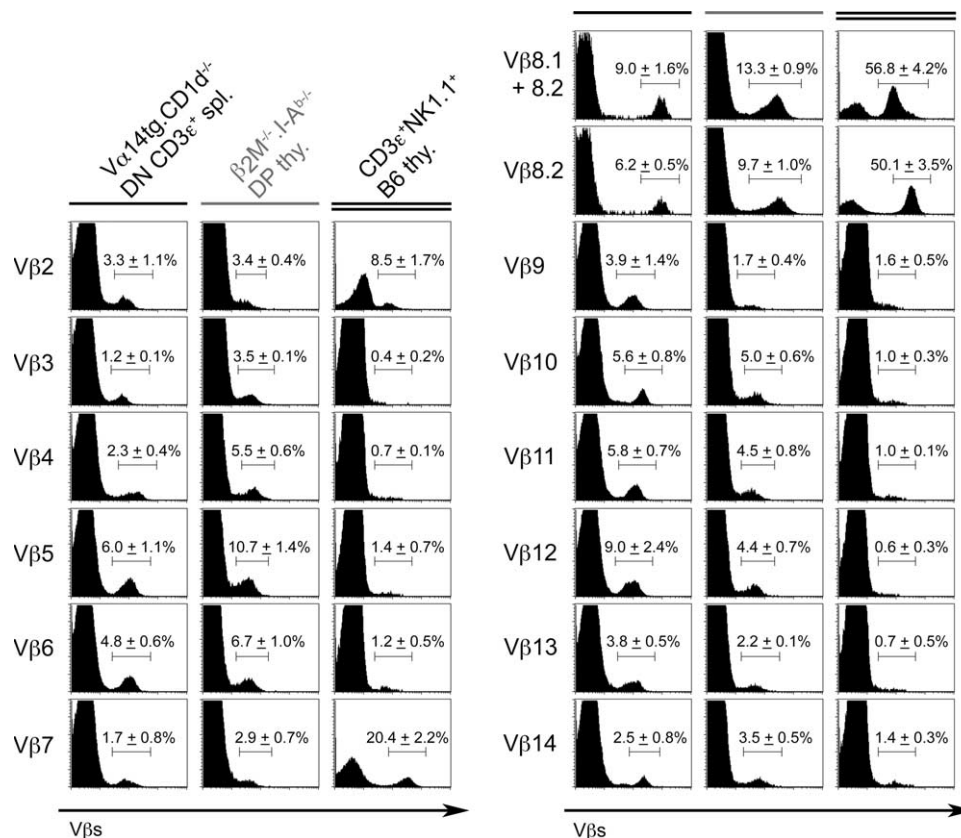 Vα14tg.CD1d-/-
DN CD3ε+ spl.
β2M-/-.I-Ab-/-
DP thy.
CD3ε+NK1.1+
B6 thy.
Vβ2
3.3 ± 1.1%
3.4 ± 0.4%
8.5 ± 1.7%
Vβ3
1.2 ± 0.1%
3.5 ± 0.1%
0.4 ± 0.2%
Vβ4
2.3 ± 0.4%
5.5 ± 0.6%
0.7 ± 0.1%
Vβ5
6.0 ± 1.1%
10.7 ± 1.4%
1.4 ± 0.7%
Vβ6
4.8 ± 0.6%
6.7 ± 1.0%
1.2 ± 0.5%
Vβ7
1.7 ± 0.8%
2.9 ± 0.7%
20.4 ± 2.2%
Vβs
Vβ8.1
+ 8.2
9.0 ± 1.6%
13.3 ± 0.9%
56.8 ± 4.2%
Vβ8.2
6.2 ± 0.5%
9.7 ± 1.0%
50.1 ± 3.5%
Vβ9
3.9 ± 1.4%
1.7 ± 0.4%
1.6 ± 0.5%
Vβ10
5.6 ± 0.8%
5.0 ± 0.6%
1.0 ± 0.3%
Vβ11
5.8 ± 0.7%
4.5 ± 0.8%
1.0 ± 0.1%
Vβ12
9.0 ± 2.4%
4.4 ± 0.7%
0.6 ± 0.3%
Vβ13
3.8 ± 0.5%
2.2 ± 0.1%
0.7 ± 0.5%
Vβ14
2.5 ± 0.8%
3.5 ± 0.5%
1.4 ± 0.3%
Vβs